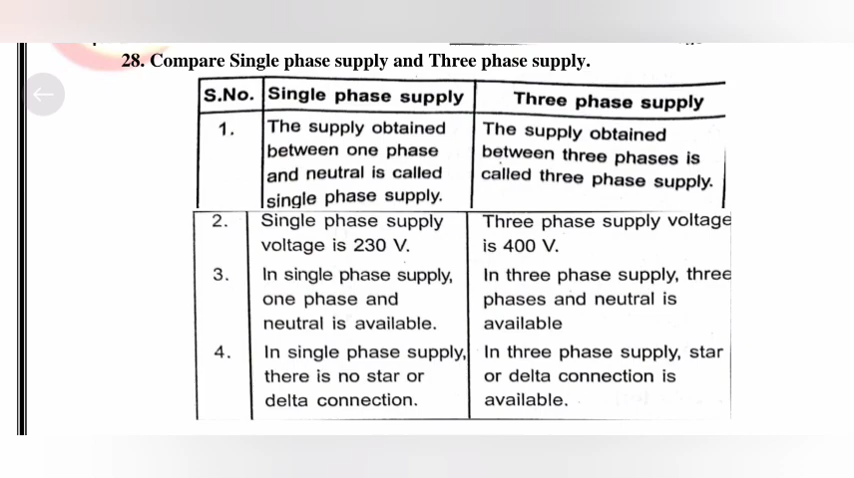 28. Compare Single phase supply and Three phase supply.
S.No. Single phase supply Three phase supply
1. The supply obtained The supply obtained
between one phase between three phases is
and neutral is called called three phase supply.
single phase supply.
2. Single phase supply Three phase supply voltage
voltage is 230 V. is 400 V.
3. In single phase supply, In three phase supply, three
one phase and phases and neutral is
neutral is available. available
4. In single phase supply, In three phase supply, star
there is no star or or delta connection is
delta connection. available.